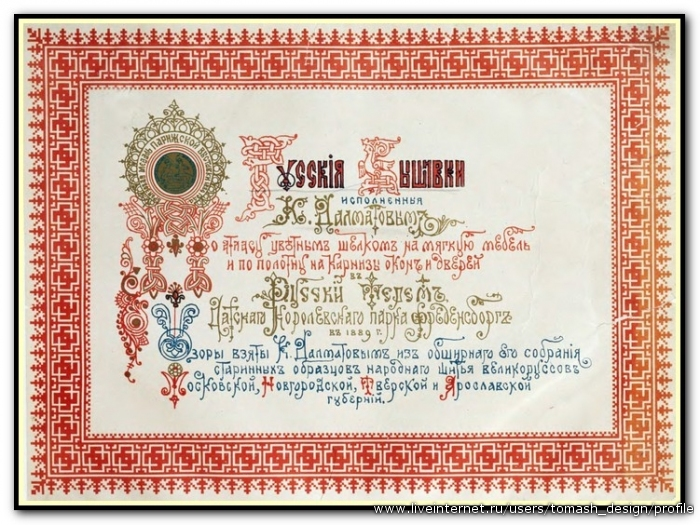 Русскія Вышивки
исполненныя
К. Далматовымъ
по атласу цвѣтнымъ шелкомъ на мягкую мебель
и по полотну на карнизы оконъ и дверей
въ
Русскій Теремъ
Датскаго Королевскаго парка Фреденсборгъ
въ 1889 г.
Узоры взяты К. Далматовымъ изъ обширнаго его собранія
старинныхъ образцовъ народнаго шитья великоруссовъ
Московской, Новгородской, Тверской и Ярославской
губерній.
www.liveinternet.ru/users/tomash_design/profile